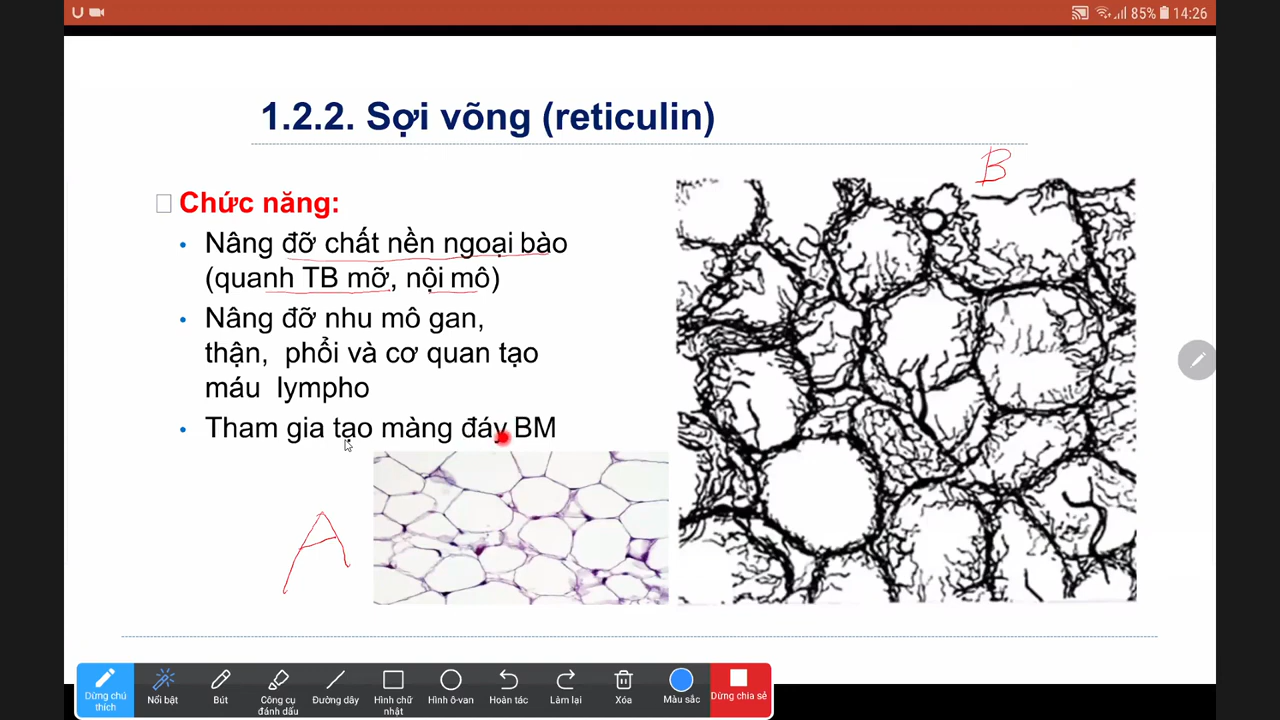 85% 14:26
1.2.2. Sợi võng (reticulin)
B
Chức năng:
• Nâng đỡ chất nền ngoại bào
(quanh TB mỡ, nội mô)
• Nâng đỡ nhu mô gan,
thận, phổi và cơ quan tạo
máu lympho
• Tham gia tạo màng đáy BM
A
Dừng chú
thích
Nổi bật
Bút
Công cụ
đánh dấu
Đường dây
Hình chữ
nhật
Hình ô-van
Hoàn tác
Làm lại
Xóa
Màu sắc
Dừng chia sẻ